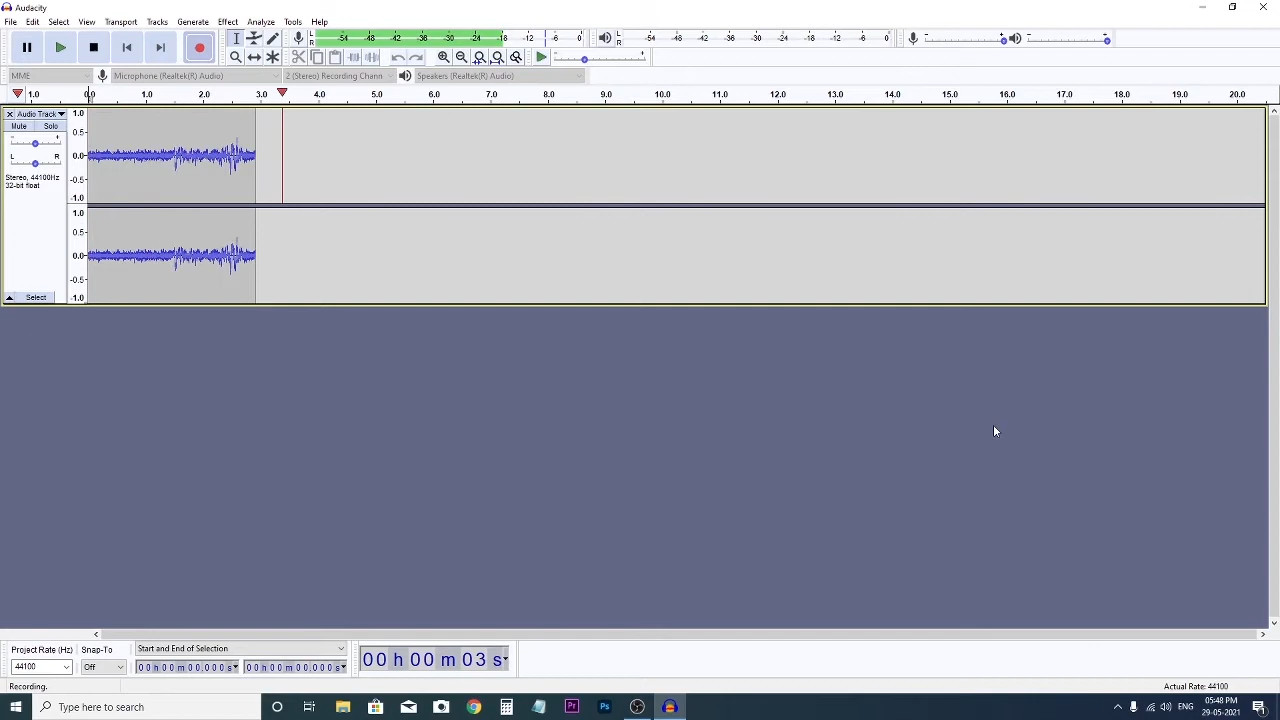 Audacity
File Edit Select View Transport Tracks Generate Effect Analyze Tools Help
L R -54 -48 -42 -36 -30 -24 -18 -12 -6 0 L R -54 -48 -42 -36 -30 -24 -18 -12 -6 0
MME Microphone (Realtek(R) Audio) 2 (Stereo) Recording Chann Speakers (Realtek(R) Audio)
1.0 0.0 1.0 2.0 3.0 4.0 5.0 6.0 7.0 8.0 9.0 10.0 11.0 12.0 13.0 14.0 15.0 16.0 17.0 18.0 19.0 20.0
Audio Track
Mute Solo
- +
L R
Stereo, 44100Hz
32-bit float
1.0
0.5
0.0
-0.5
-1.0
1.0
0.5
0.0
-0.5
-1.0
Select
Project Rate (Hz) Snap-To Start and End of Selection
44100 Off 00 h 00 m 00.000 s 00 h 00 m 00.000 s
00 h 00 m 03 s
Recording. Actual Rate: 44100
Type here to search
Pr
Ps
ENG
05:48 PM
29-05-2021